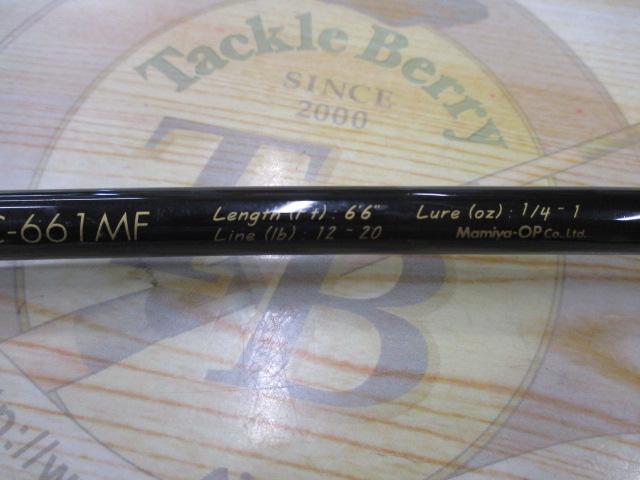 Tackle Berry
SINCE
2000
TB
C-661MF
Length(ft): 6'6"
Line(lb): 12-20
Lure(oz): 1/4-1
Mamiya-OP Co.,Ltd.